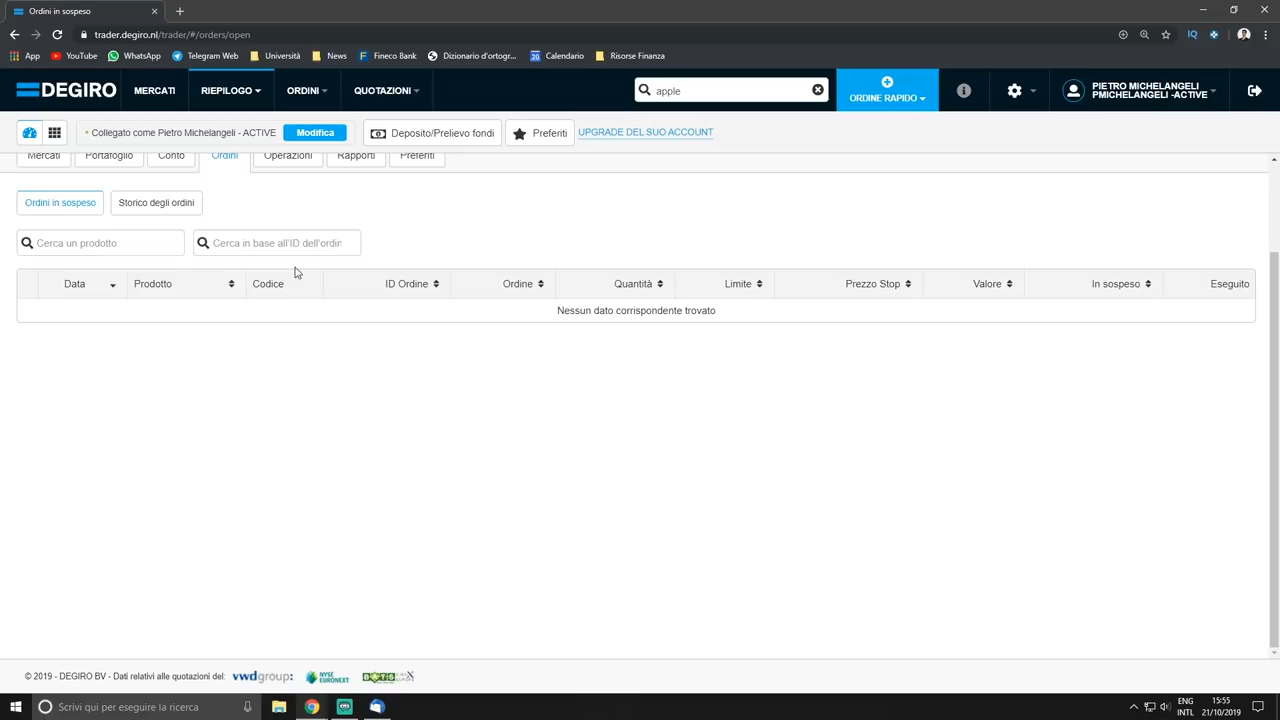 Ordini in sospeso
trader.degiro.nl/trader/#/orders/open
App YouTube WhatsApp Telegram Web Università News Fineco Bank Dizionario d'ortogr... Calendario Risorse Finanza
DEGIRO MERCATI RIEPILOGO ORDINI QUOTAZIONI apple ORDINE RAPIDO PIETRO MICHELANGELI
PMICHELANGELI -ACTIVE
Collegato come Pietro Michelangeli - ACTIVE Modifica Deposito/Prelievo fondi Preferiti UPGRADE DEL SUO ACCOUNT
Mercati Portafoglio Conto Ordini Operazioni Rapporti Preferiti
Ordini in sospeso Storico degli ordini
Cerca un prodotto Cerca in base all'ID dell'ordin
Data Prodotto Codice ID Ordine Ordine Quantità Limite Prezzo Stop Valore In sospeso Eseguito
Nessun dato corrispondente trovato
© 2019 - DEGIRO BV - Dati relativi alle quotazioni del: vwdgroup: NYSE EURONEXT
Scrivi qui per eseguire la ricerca
ENG 15:55
INTL 21/10/2019